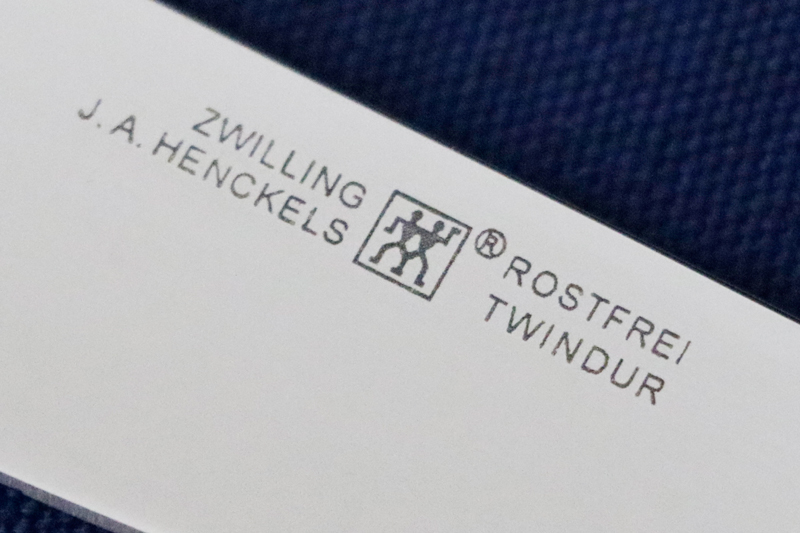 ZWILLING
J. A. HENCKELS
®
ROSTFREI
TWINDUR